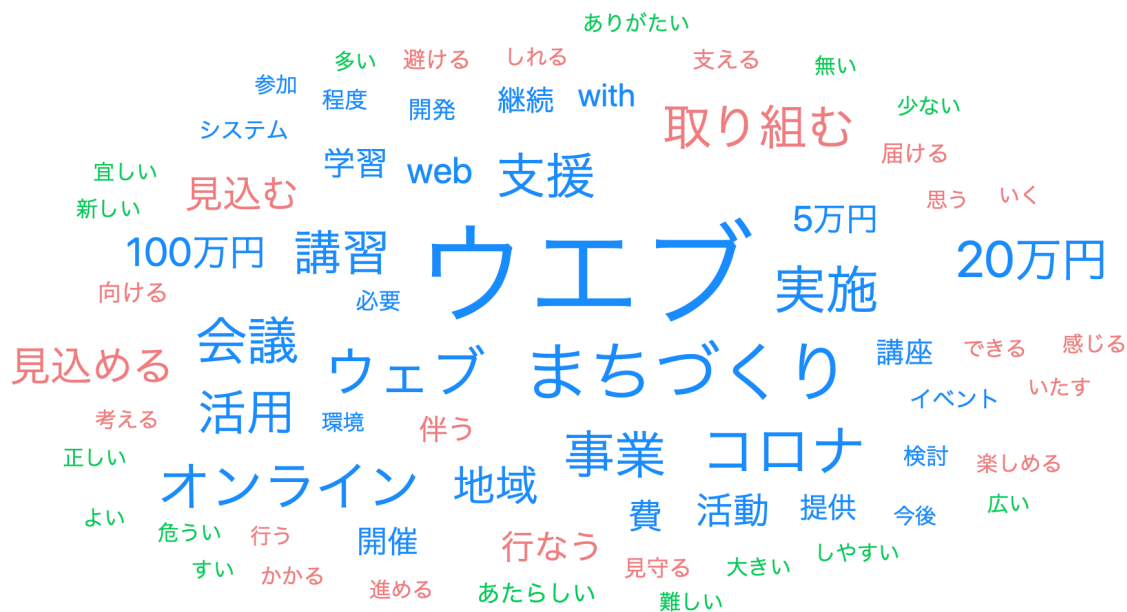 ありがたい
多い 避ける しれる 支える 無い
参加 程度 開発 継続 with 少ない
システム 取り組む 届ける
宜しい 学習 web 支援
新しい 見込む 思う いく
100万円 講習 ウエブ 5万円 20万円
向ける 必要 実施
見込める 会議 ウェブ まちづくり 講座 できる 感じる
考える 活用 環境 伴う イベント いたす
正しい 事業 コロナ 検討 楽しめる
オンライン 地域 費 活動 提供 今後 広い
よい 危うい 行う 開催 行なう しやすい
すい かかる 進める あたらしい 見守る 大きい
難しい